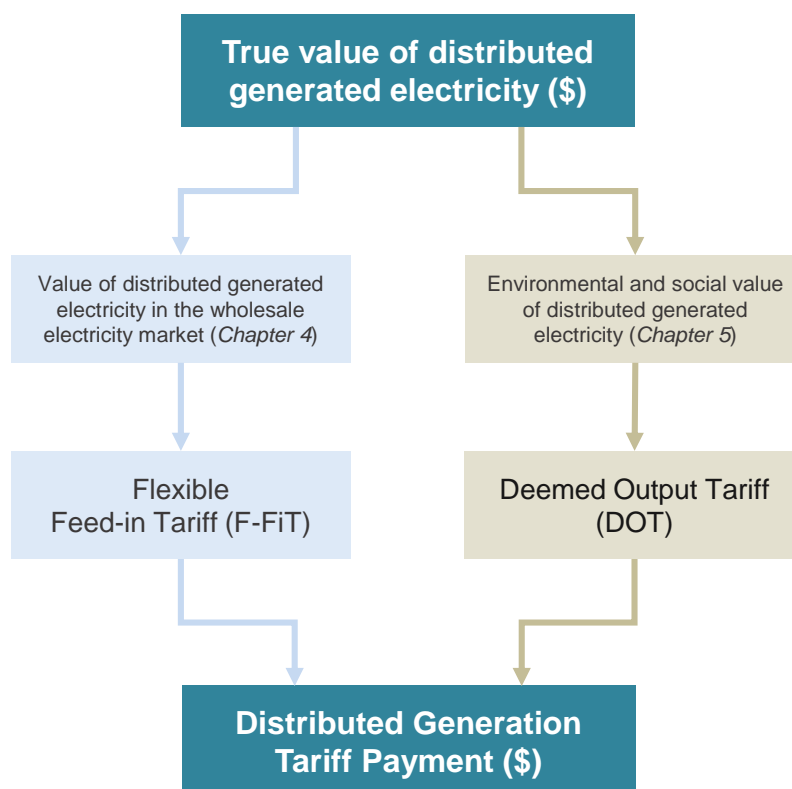 True value of distributed
generated electricity ($)
Value of distributed generated
electricity in the wholesale
electricity market (Chapter 4)
Environmental and social value
of distributed generated
electricity (Chapter 5)
Flexible
Feed-in Tariff (F-FiT)
Deemed Output Tariff
(DOT)
Distributed Generation
Tariff Payment ($)